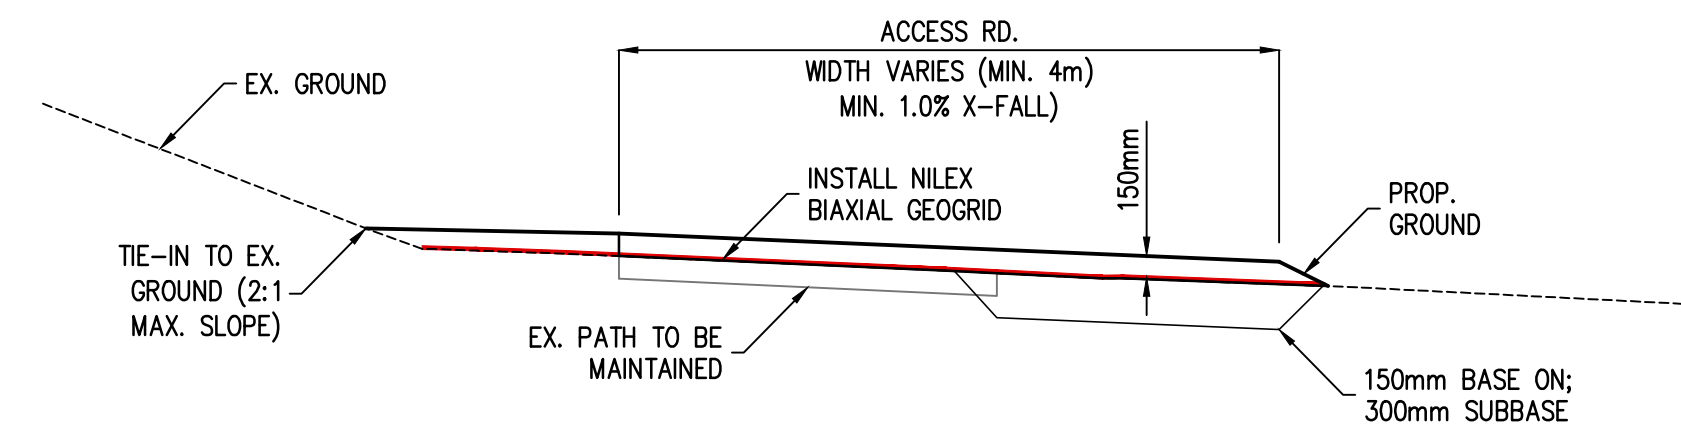 ACCESS RD.
WIDTH VARIES (MIN. 4m)
MIN. 1.0% X-FALL)
EX. GROUND
150mm
INSTALL NILEX
BIAXIAL GEOGRID
PROP.
GROUND
TIE-IN TO EX.
GROUND (2:1
MAX. SLOPE)
EX. PATH TO BE
MAINTAINED
150mm BASE ON;
300mm SUBBASE